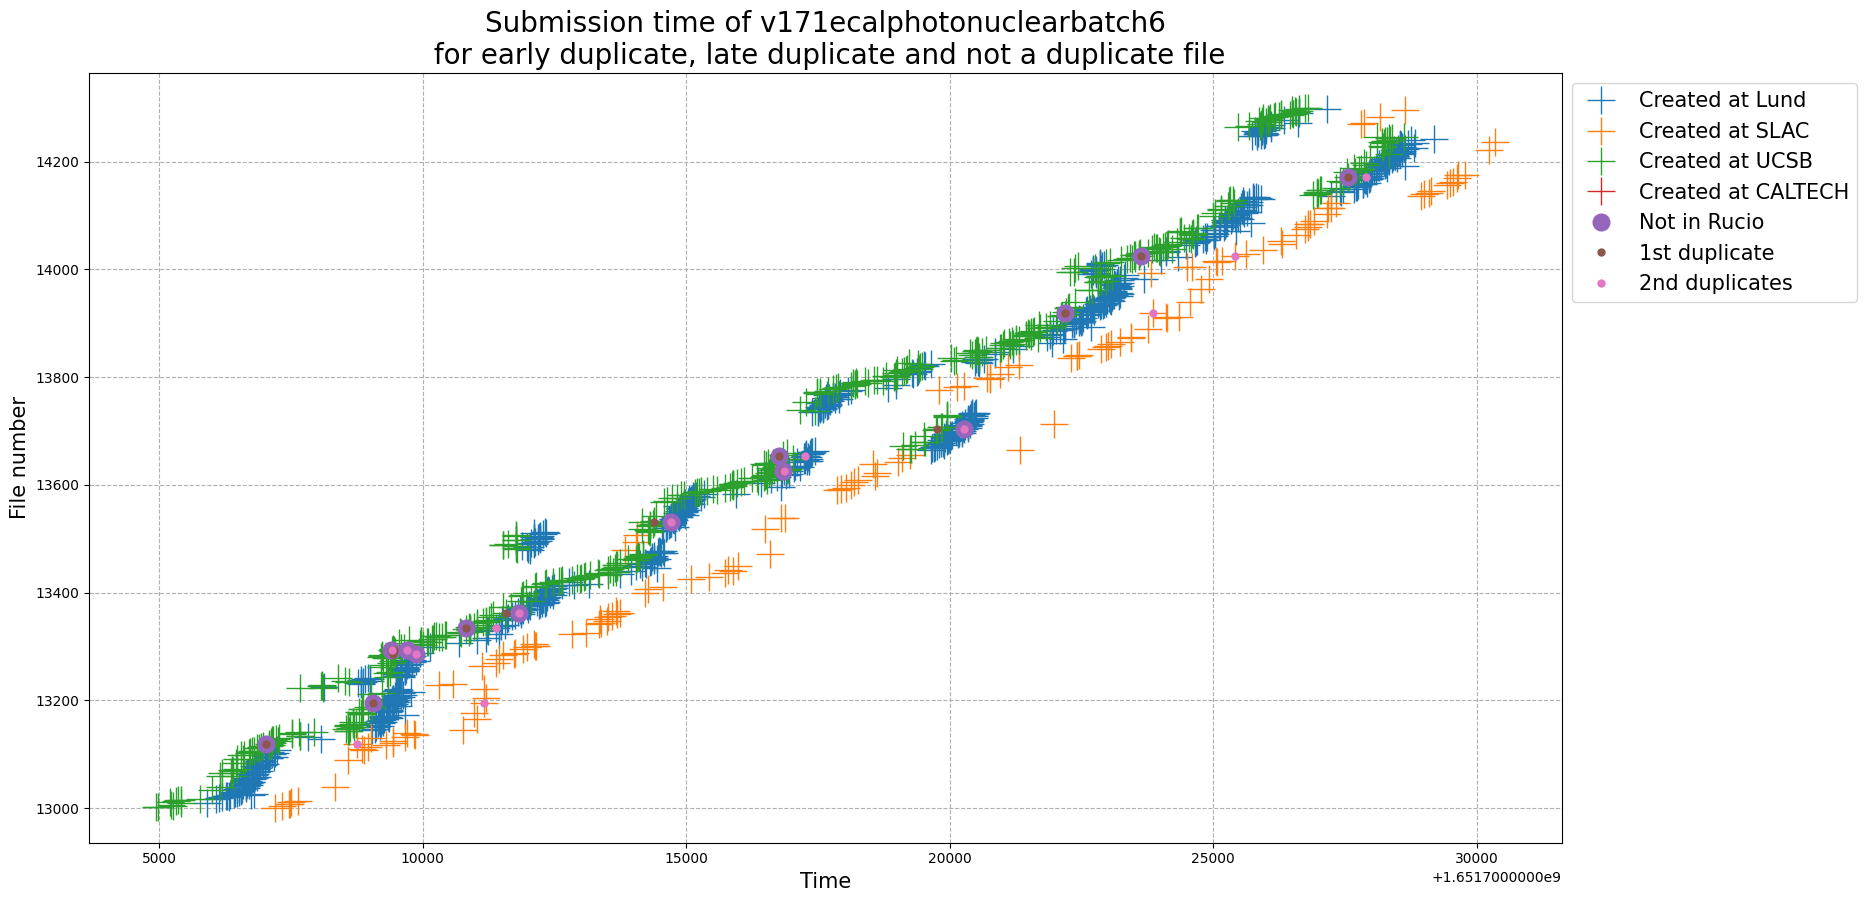 Submission time of v171ecalphotonuclearbatch6
for early duplicate, late duplicate and not a duplicate file
Created at Lund
Created at SLAC
Created at UCSB
Created at CALTECH
Not in Rucio
1st duplicate
2nd duplicates
File number
14200
14000
13800
13600
13400
13200
13000
5000 10000 15000 20000 25000 30000
Time
+1.6517000000e9